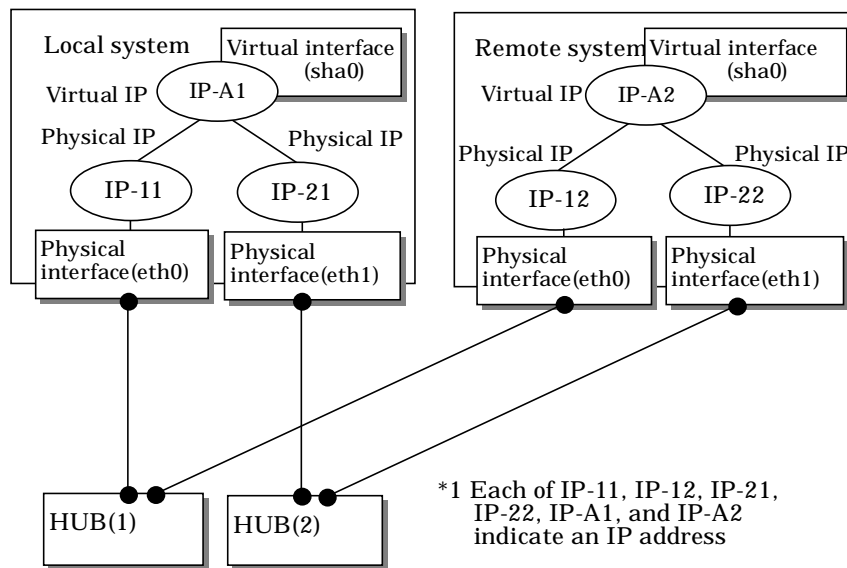 Local system
Virtual interface
(sha0)
Virtual IP
IP-A1
Physical IP
Physical IP
IP-11
IP-21
Physical
interface(eth0)
Physical
interface(eth1)
Remote system
Virtual interface
(sha0)
Virtual IP
IP-A2
Physical IP
Physical IP
IP-12
IP-22
Physical
interface(eth0)
Physical
interface(eth1)
HUB(1)
HUB(2)
*1 Each of IP-11, IP-12, IP-21,
IP-22, IP-A1, and IP-A2
indicate an IP address